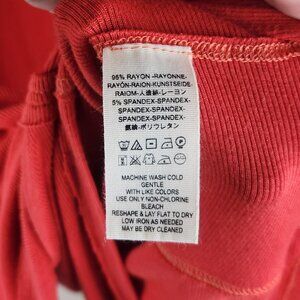 95% RAYON -RAYONNE-
RAYÓN-RAION-KUNSTSEIDE-
RAIOM-人造絲-レーヨン
5% SPANDEX-SPANDEX-
SPANDEX-SPANDEX-
SPANDEX-SPANDEX-
氨綸-ポリウレタン
MACHINE WASH COLD
GENTLE
WITH LIKE COLORS
USE ONLY NON-CHLORINE
BLEACH
RESHAPE & LAY FLAT TO DRY
LOW IRON AS NEEDED
MAY BE DRY CLEANED